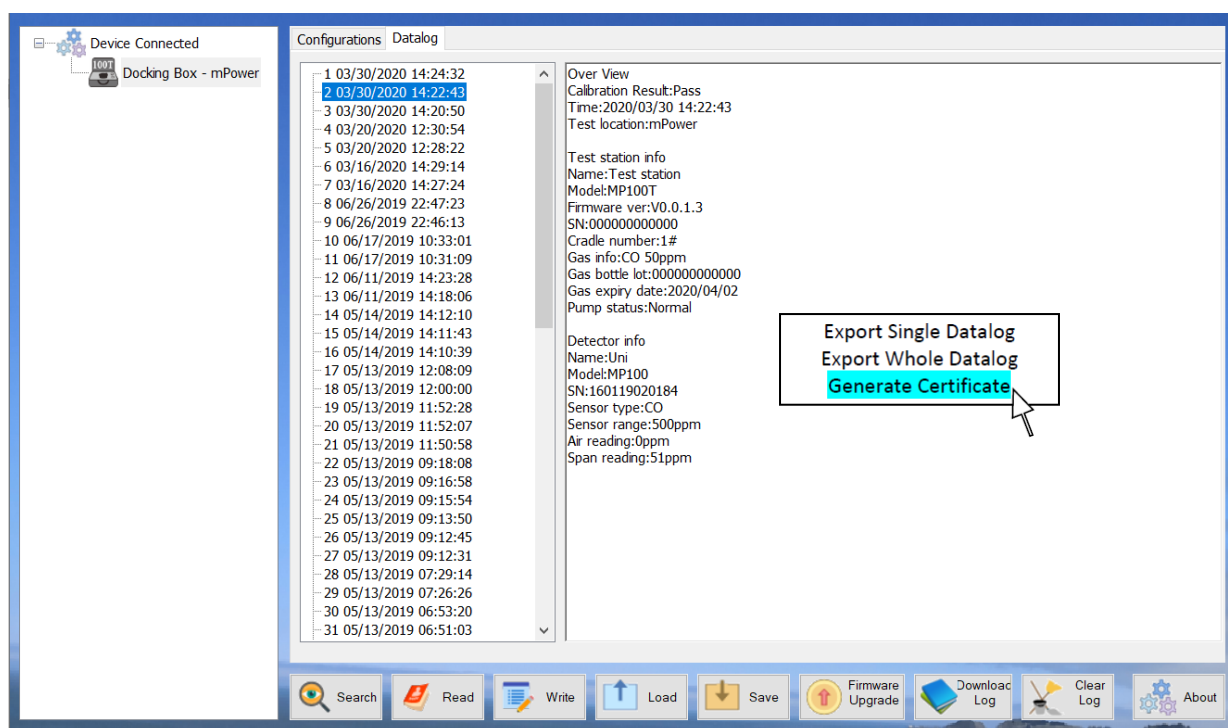 Device Connected
100T
Docking Box - mPower
Configurations
Datalog
1 03/30/2020 14:24:32
2 03/30/2020 14:22:43
3 03/30/2020 14:20:50
4 03/20/2020 12:30:54
5 03/20/2020 12:28:22
6 03/16/2020 14:29:14
7 03/16/2020 14:27:24
8 06/26/2019 22:47:23
9 06/26/2019 22:46:13
10 06/17/2019 10:33:01
11 06/17/2019 10:31:09
12 06/11/2019 14:23:28
13 06/11/2019 14:18:06
14 05/14/2019 14:12:10
15 05/14/2019 14:11:43
16 05/14/2019 14:10:39
17 05/13/2019 12:08:09
18 05/13/2019 12:00:00
19 05/13/2019 11:52:28
20 05/13/2019 11:52:07
21 05/13/2019 11:50:58
22 05/13/2019 09:18:08
23 05/13/2019 09:16:58
24 05/13/2019 09:15:54
25 05/13/2019 09:13:50
26 05/13/2019 09:12:45
27 05/13/2019 09:12:31
28 05/13/2019 07:29:14
29 05/13/2019 07:26:26
30 05/13/2019 06:53:20
31 05/13/2019 06:51:03
Over View
Calibration Result:Pass
Time:2020/03/30 14:22:43
Test location:mPower
Test station info
Name:Test station
Model:MP100T
Firmware ver:V0.0.1.3
SN:000000000000
Cradle number:1#
Gas info:CO 50ppm
Gas bottle lot:000000000000
Gas expiry date:2020/04/02
Pump status:Normal
Detector info
Name:Uni
Model:MP100
SN:160119020184
Sensor type:CO
Sensor range:500ppm
Air reading:0ppm
Span reading:51ppm
Export Single Datalog
Export Whole Datalog
Generate Certificate
Search
Read
Write
Load
Save
Firmware
Upgrade
Downloac
Log
Clear
Log
About